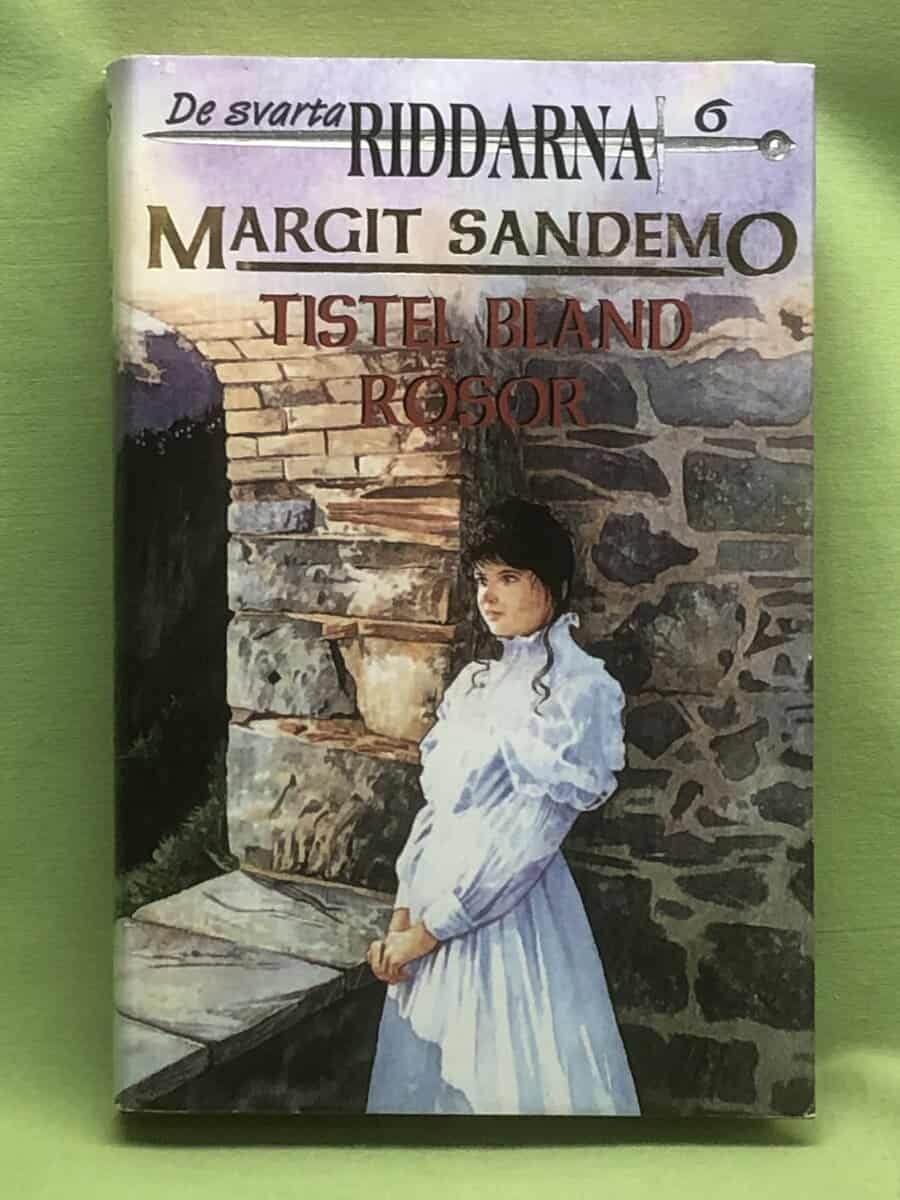 De svarta RIDDARNA 6
MARGIT SANDEMO
TISTEL BLAND
ROSOR